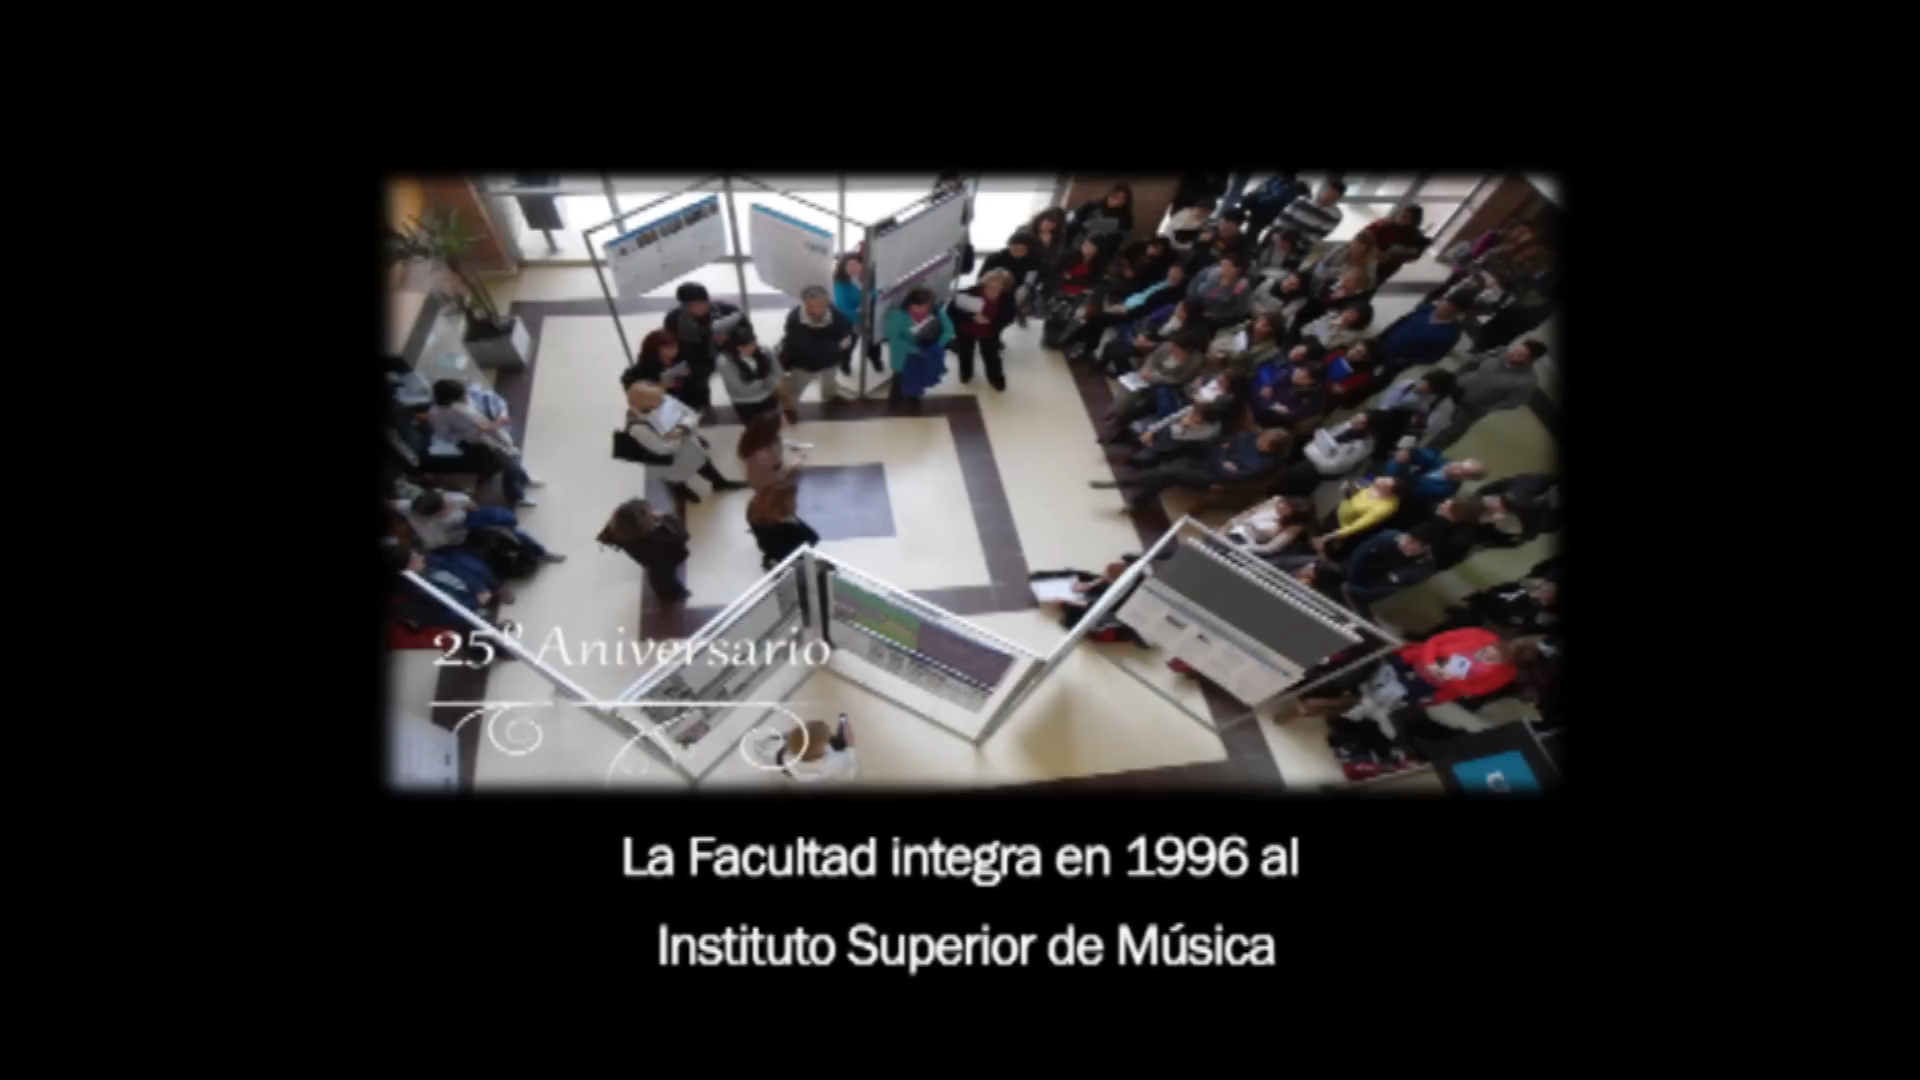 25º Aniversario
La Facultad integra en 1996 al
Instituto Superior de Música